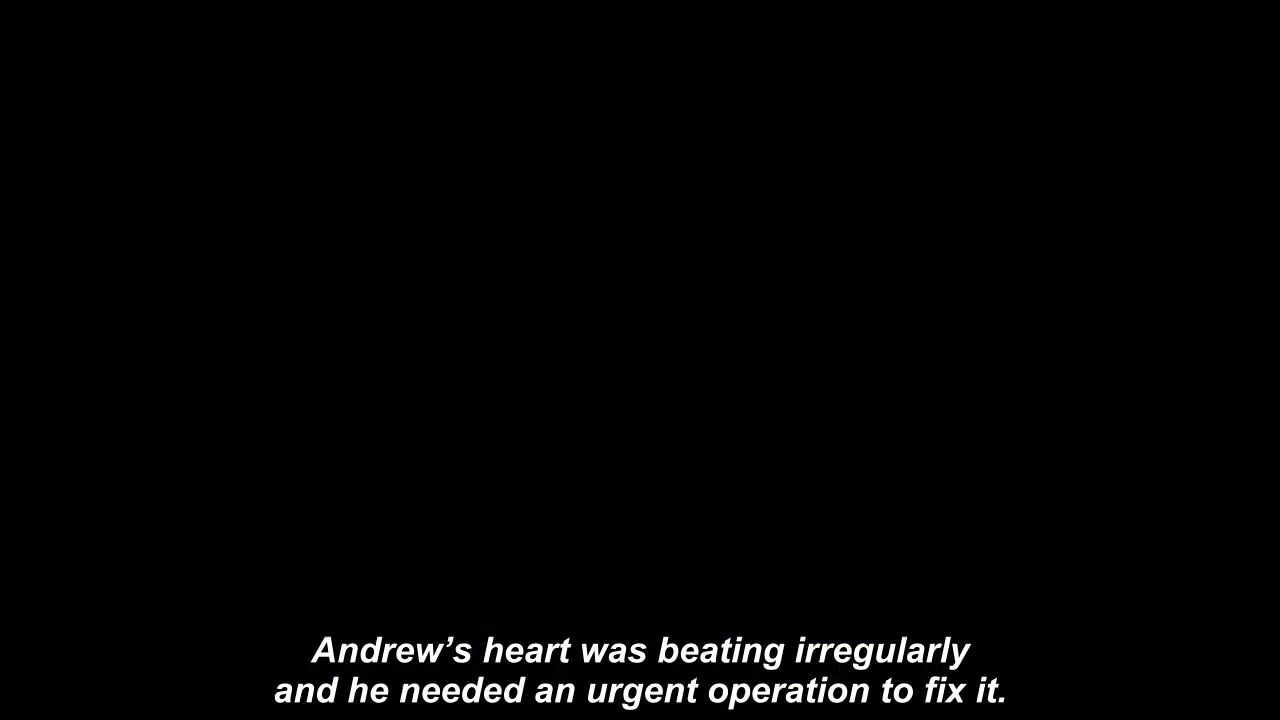 Andrew’s heart was beating irregularly
and he needed an urgent operation to fix it.